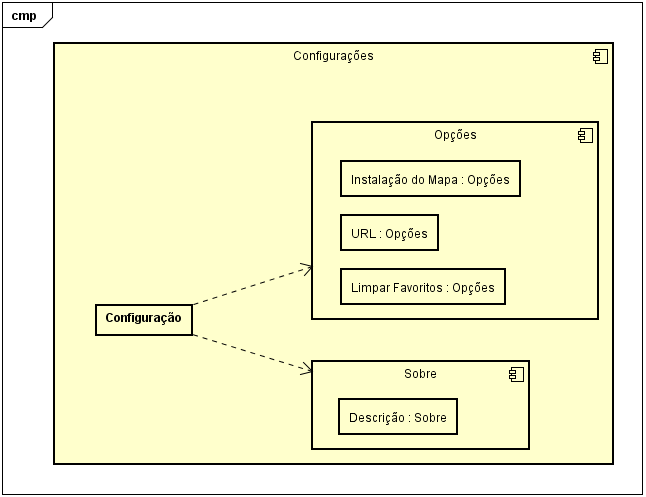 cmp
Configurações
Opções
Instalação do Mapa : Opções
URL : Opções
Limpar Favoritos : Opções
Configuração
Sobre
Descrição : Sobre